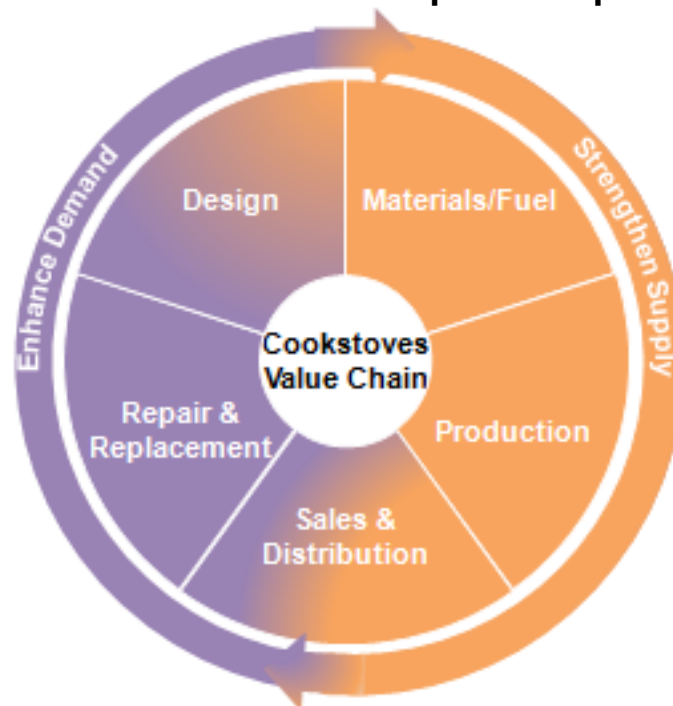 Design
Materials/Fuel
Enhance Demand
Strengthen Supply
Cookstoves
Value Chain
Repair &
Replacement
Production
Sales &
Distribution